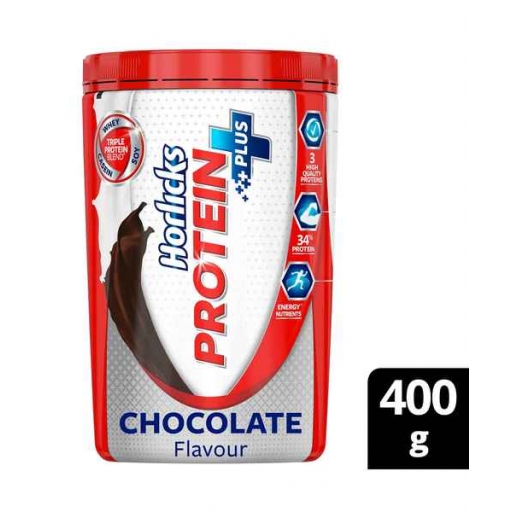 WHEY
TRIPLE
PROTEIN
BLEND^
CASEIN
SOY
Horlicks
PROTEIN
PLUS
3
HIGH
QUALITY
PROTEINS
34%
PROTEIN
ENERGY
NUTRIENTS
CHOCOLATE
Flavour
400
g